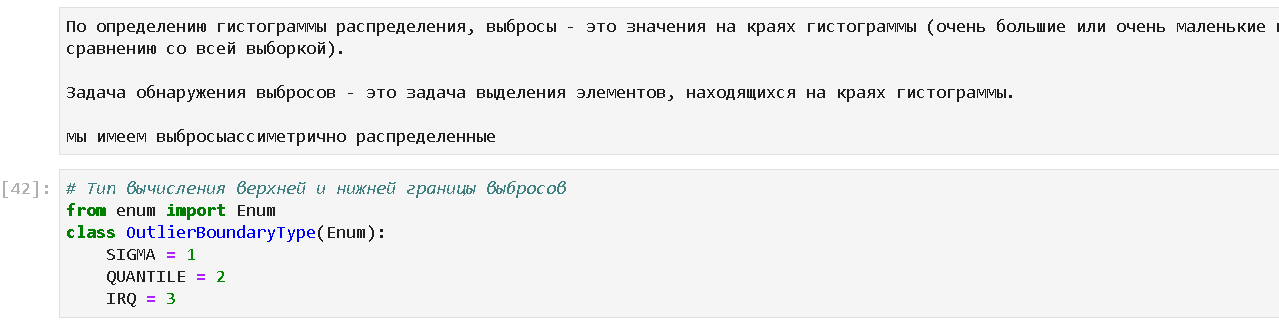 По определению гистограммы распределения, выбросы - это значения на краях гистограммы (очень большие или очень маленькие
сравнению со всей выборкой).
Задача обнаружения выбросов - это задача выделения элементов, находящихся на краях гистограммы.
мы имеем выбросыассиметрично распределенные
[42]: # Тип вычисления верхней и нижней границы выбросов
from enum import Enum
class OutlierBoundaryType(Enum):
    SIGMA = 1
    QUANTILE = 2
    IRQ = 3